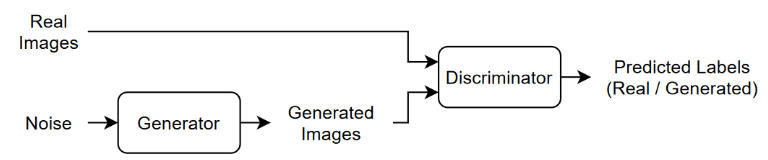 Real
Images
Discriminator
Predicted Labels
(Real / Generated)
Noise
Generator
Generated
Images